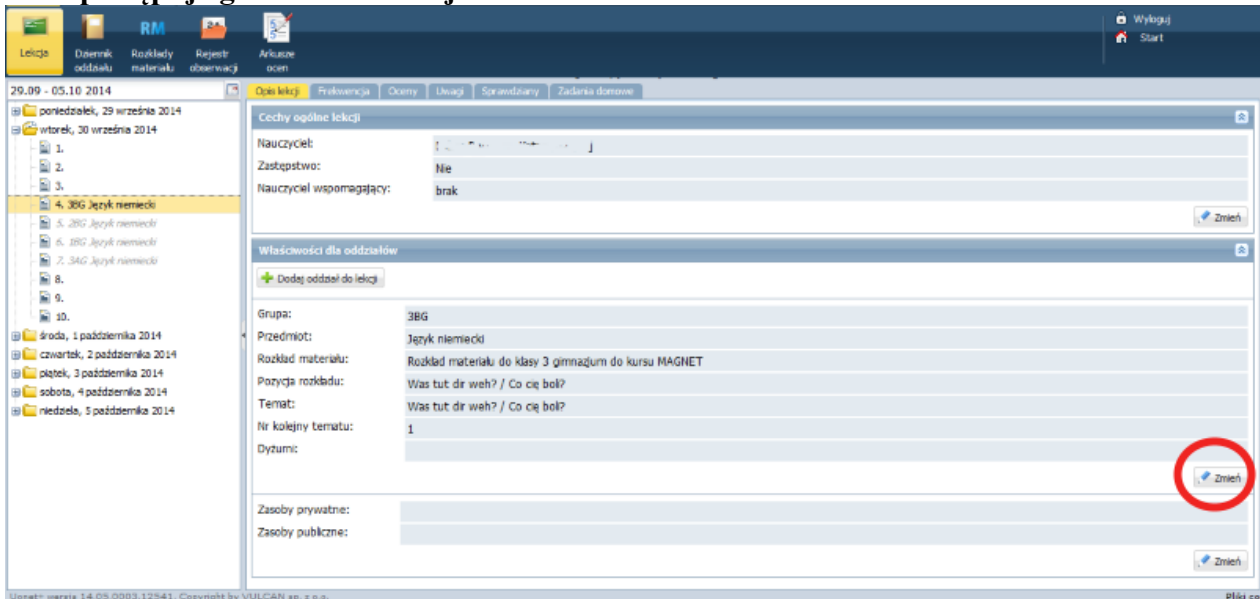 RM
Lekcja
Dziennik oddziału
Rozkłady materiału
Rejestr obserwacji
Arkusze ocen
Wyloguj
Start
29.09 - 05.10 2014
poniedziałek, 29 września 2014
wtorek, 30 września 2014
1.
2.
3.
4. 3BG Język niemiecki
5. 2BG Język niemiecki
6. 1BG Język niemiecki
7. 3AG Język niemiecki
8.
9.
10.
środa, 1 października 2014
czwartek, 2 października 2014
piątek, 3 października 2014
sobota, 4 października 2014
niedziela, 5 października 2014
Opis lekcji Frekwencja Oceny Uwagi Sprawdziany Zadania domowe
Cechy ogólne lekcji
Nauczyciel:
Zastępstwo: Nie
Nauczyciel wspomagający: brak
Zmień
Właściwości dla oddziałów
Dodaj oddział do lekcji
Grupa: 3BG
Przedmiot: Język niemiecki
Rozkład materiału: Rozkład materiału do klasy 3 gimnazjum do kursu MAGNET
Pozycja rozkładu: Was tut dir weh? / Co cię boli?
Temat: Was tut dir weh? / Co cię boli?
Nr kolejny tematu: 1
Dyżurni:
Zmień
Zasoby prywatne:
Zasoby publiczne:
Zmień
wersja 14.05.0003.12541. Copyright by VULCAN sp. z o.o.
Pliki